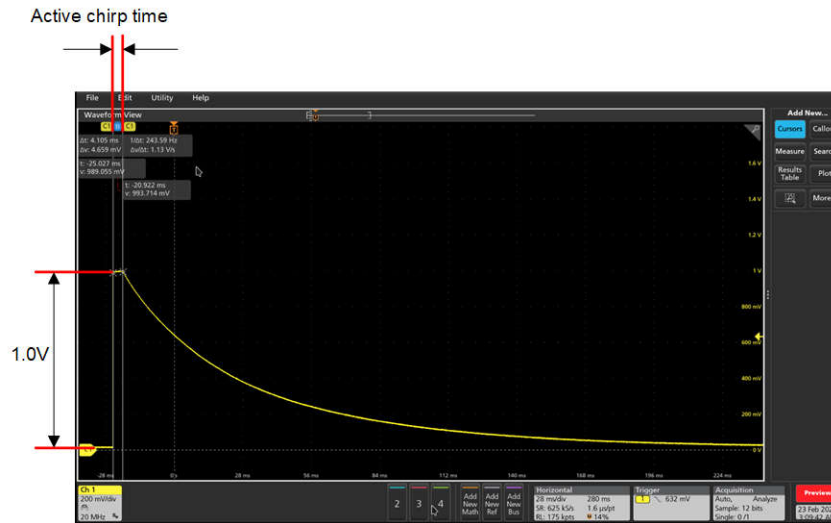 Active chirp time
File Edit Utility Help
Waveform View
Add New...
C1 C1
Cursors
Δt: 4.105 ms 1/Δt: 243.59 Hz
Δv: 4.659 mV Δv/Δt: 1.13 V/s
t: -25.027 ms
v: 989.055 mV
t: -20.922 ms
v: 993.714 mV
Measure
Results
Table
More
1.6 V
1.4 V
1.2 V
1 V
800 mV
600 mV
400 mV
200 mV
0 V
1.0V
-28 ms 0s 28 ms 56 ms 84 ms 112 ms 140 ms 168 ms 196 ms 224 ms
Ch 1
200 mV/div
20 MHz
2 3 4
Add New Math
Add New Ref
Add New Bus
Horizontal
28 ms/div 280 ms
SR: 625 kS/s 1.6 µs/pt
RL: 175 kpts 14%
Trigger
1 632 mV
Acquisition
Auto, Analyze
Sample: 12 bits
Single: 0 /1
Preview
23 Feb